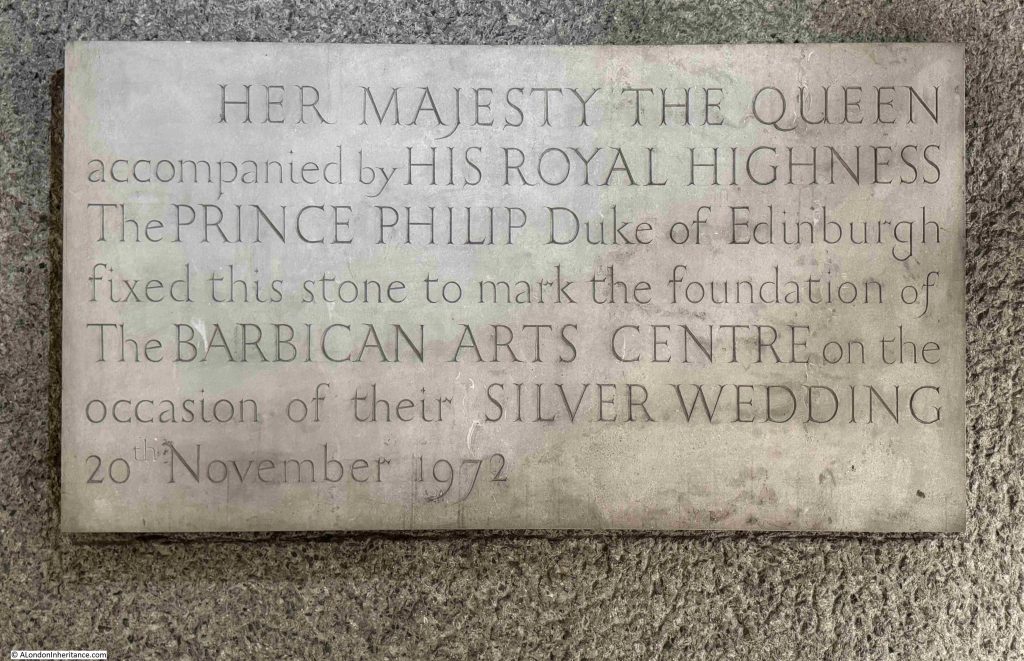 HER MAJESTY THE QUEEN
accompanied by HIS ROYAL HIGHNESS
The PRINCE PHILIP Duke of Edinburgh
fixed this stone to mark the foundation of
The BARBICAN ARTS CENTRE on the
occasion of their SILVER WEDDING
20th November 1972
© ALondonInheritance.com